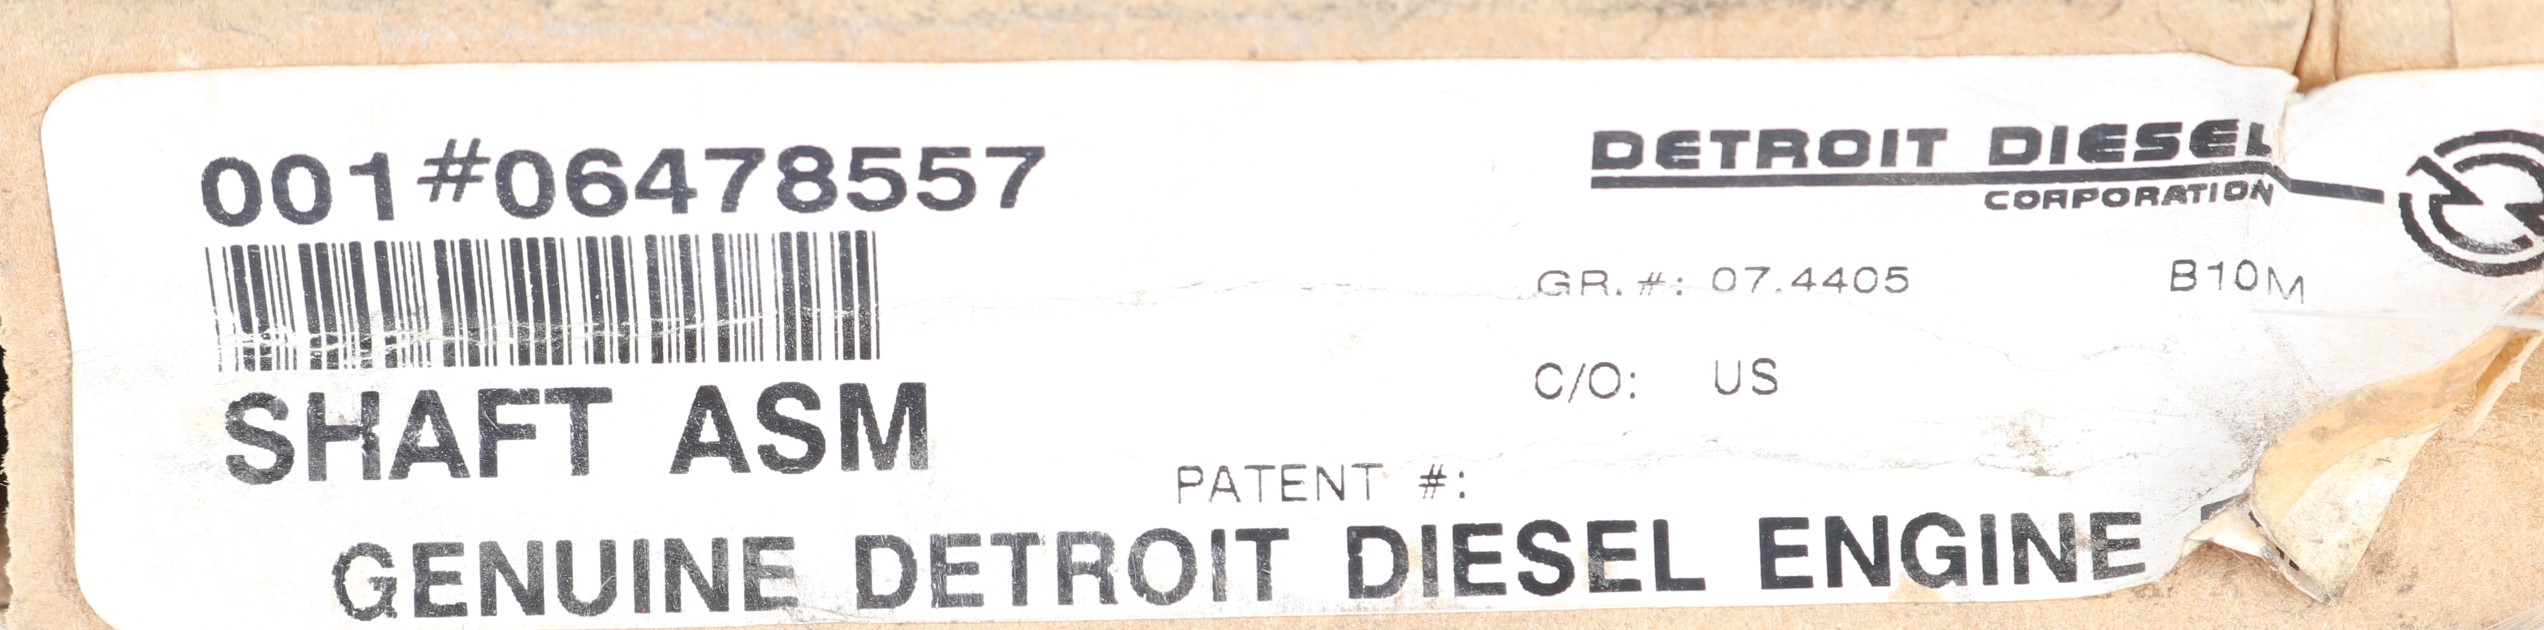 001#06478557
DETROIT DIESEL
CORPORATION
GR.#: 07.4405 B10M
C/O: US
SHAFT ASM
PATENT #:
GENUINE DETROIT DIESEL ENGINE